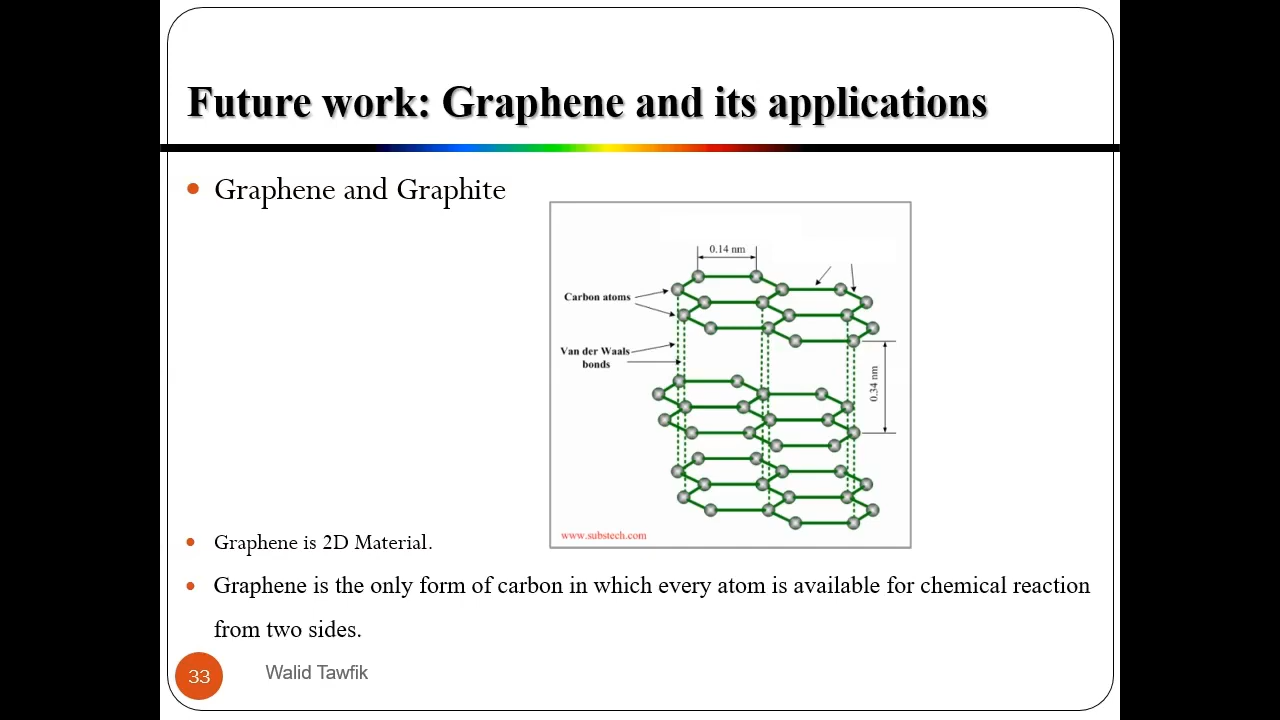 Future work: Graphene and its applications
Graphene and Graphite
0.14 nm
Carbon atoms
Van der Waals
bonds
0.34 nm
www.substech.com
Graphene is 2D Material.
Graphene is the only form of carbon in which every atom is available for chemical reaction
from two sides.
33
Walid Tawfik